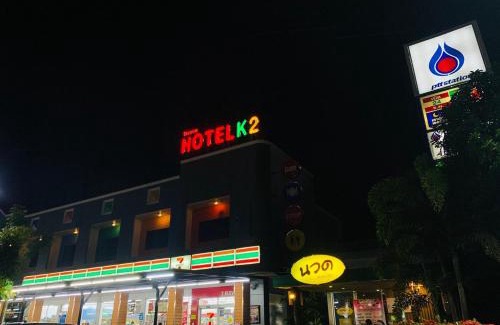 HOTEL K2
ptt station
7
นวด